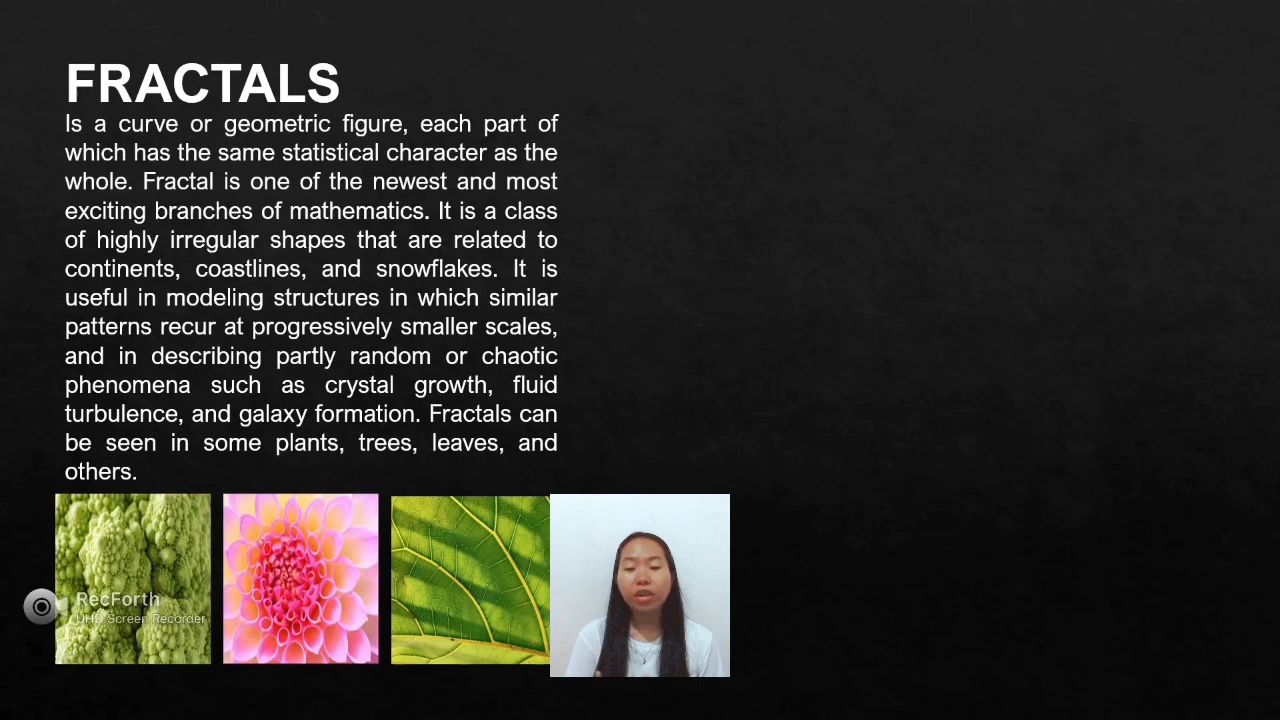 FRACTALS
Is a curve or geometric figure, each part of
which has the same statistical character as the
whole. Fractal is one of the newest and most
exciting branches of mathematics. It is a class
of highly irregular shapes that are related to
continents, coastlines, and snowflakes. It is
useful in modeling structures in which similar
patterns recur at progressively smaller scales,
and in describing partly random or chaotic
phenomena such as crystal growth, fluid
turbulence, and galaxy formation. Fractals can
be seen in some plants, trees, leaves, and
others.
RecForth
UHD Screen Recorder